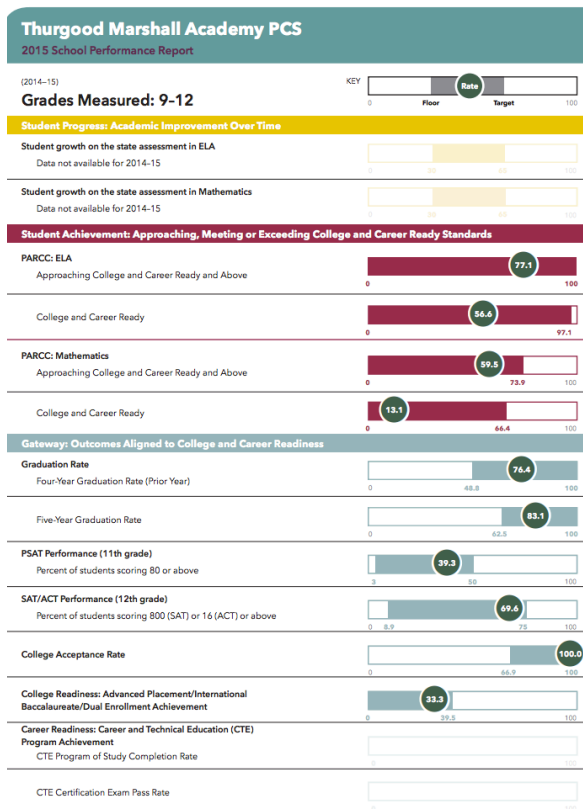 Thurgood Marshall Academy PCS
2015 School Performance Report
(2014–15)
Grades Measured: 9–12
KEY
Rate
0 Floor Target 100
Student Progress: Academic Improvement Over Time
Student growth on the state assessment in ELA
Data not available for 2014–15
0 100
Student growth on the state assessment in Mathematics
Data not available for 2014–15
0 100
Student Achievement: Approaching, Meeting or Exceeding College and Career Ready Standards
PARCC: ELA
Approaching College and Career Ready and Above
77.1
0 100
College and Career Ready
56.6
0 97.1
PARCC: Mathematics
Approaching College and Career Ready and Above
59.5
0 73.9 100
College and Career Ready
13.1
0 66.4 100
Gateway: Outcomes Aligned to College and Career Readiness
Graduation Rate
Four-Year Graduation Rate (Prior Year)
76.4
0 48.8 100
Five-Year Graduation Rate
83.1
0 62.5 100
PSAT Performance (11th grade)
Percent of students scoring 80 or above
39.3
3 50 100
SAT/ACT Performance (12th grade)
Percent of students scoring 800 (SAT) or 16 (ACT) or above
69.6
0 8.9 75 100
College Acceptance Rate
100.0
0 66.9 100
College Readiness: Advanced Placement/International
Baccalaureate/Dual Enrollment Achievement
33.3
0 39.5 100
Career Readiness: Career and Technical Education (CTE)
Program Achievement
CTE Program of Study Completion Rate
0 100
CTE Certification Exam Pass Rate